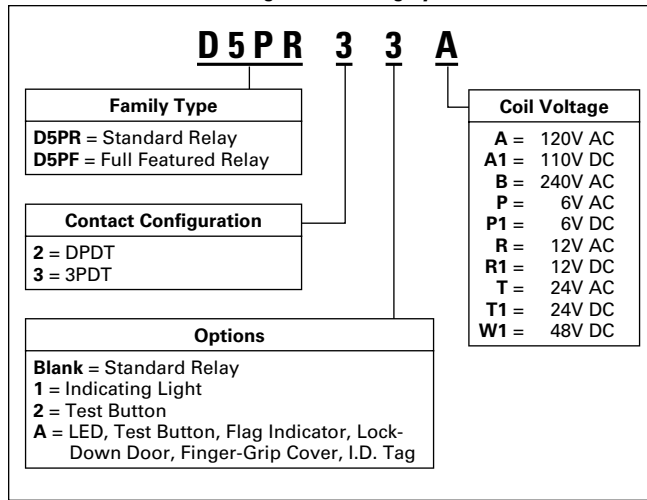 D5PR 3 3 A
Family Type
D5PR = Standard Relay
D5PF = Full Featured Relay
Contact Configuration
2 = DPDT
3 = 3PDT
Options
Blank = Standard Relay
1 = Indicating Light
2 = Test Button
A = LED, Test Button, Flag Indicator, Lock-
Down Door, Finger-Grip Cover, I.D. Tag
Coil Voltage
A = 120V AC
A1 = 110V DC
B = 240V AC
P = 6V AC
P1 = 6V DC
R = 12V AC
R1 = 12V DC
T = 24V AC
T1 = 24V DC
W1 = 48V DC